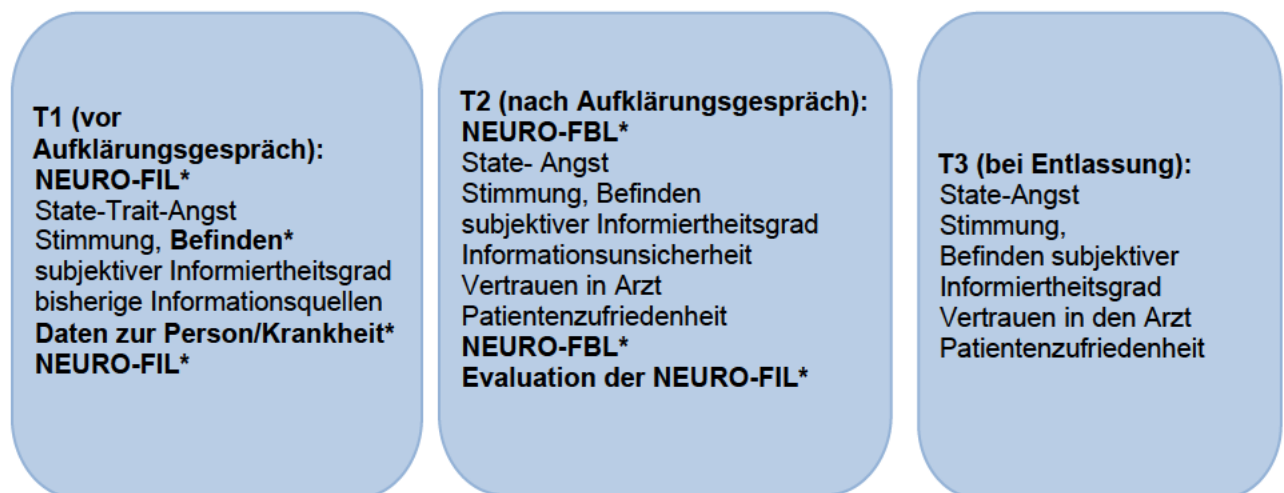 T1 (vor
Aufklärungsgespräch):
NEURO-FIL*
State-Trait-Angst
Stimmung, Befinden*
subjektiver Informiertheitsgrad
bisherige Informationsquellen
Daten zur Person/Krankheit*
NEURO-FIL*
T2 (nach Aufklärungsgespräch):
NEURO-FBL*
State- Angst
Stimmung, Befinden
subjektiver Informiertheitsgrad
Informationsunsicherheit
Vertrauen in Arzt
Patientenzufriedenheit
NEURO-FBL*
Evaluation der NEURO-FIL*
T3 (bei Entlassung):
State-Angst
Stimmung,
Befinden subjektiver
Informiertheitsgrad
Vertrauen in den Arzt
Patientenzufriedenheit